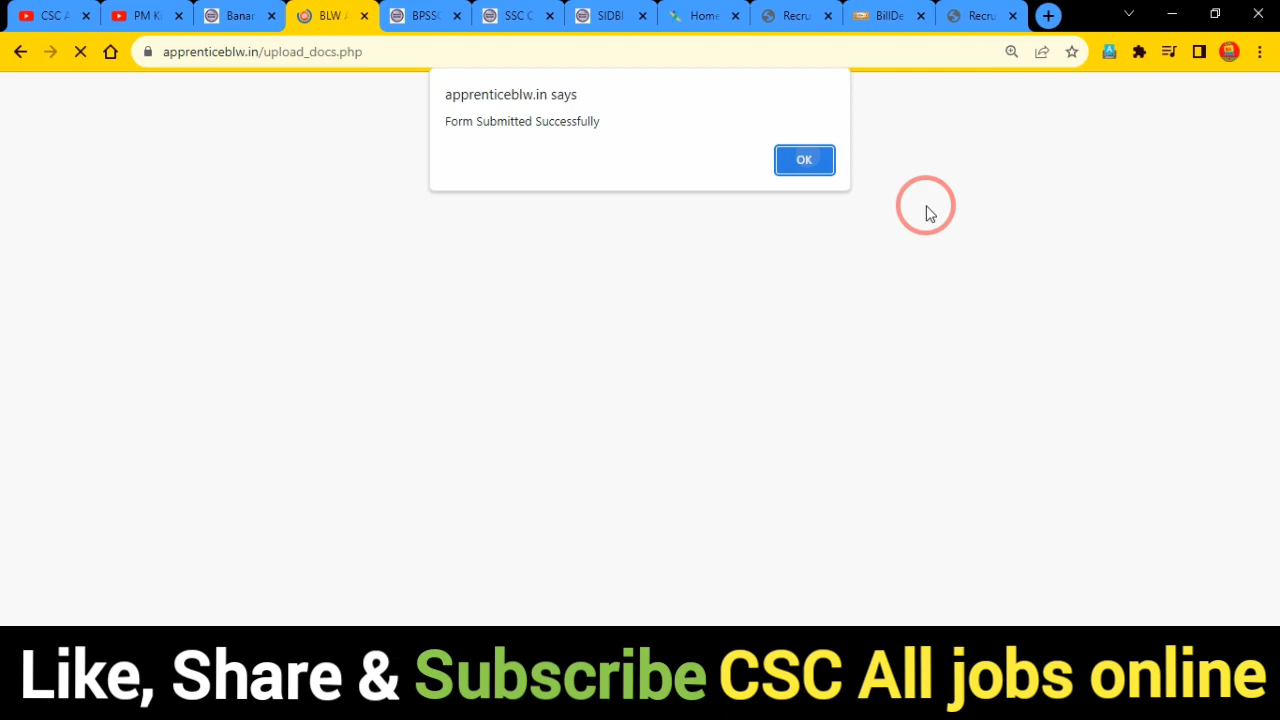 CSC A
PM Ki
Banar
BLW A
BPSSC
SSC C
SIDBI
Home
Recru
BillDe
Recru
apprenticeblw.in/upload_docs.php
apprenticeblw.in says
Form Submitted Successfully
OK
Like, Share & Subscribe CSC All jobs online